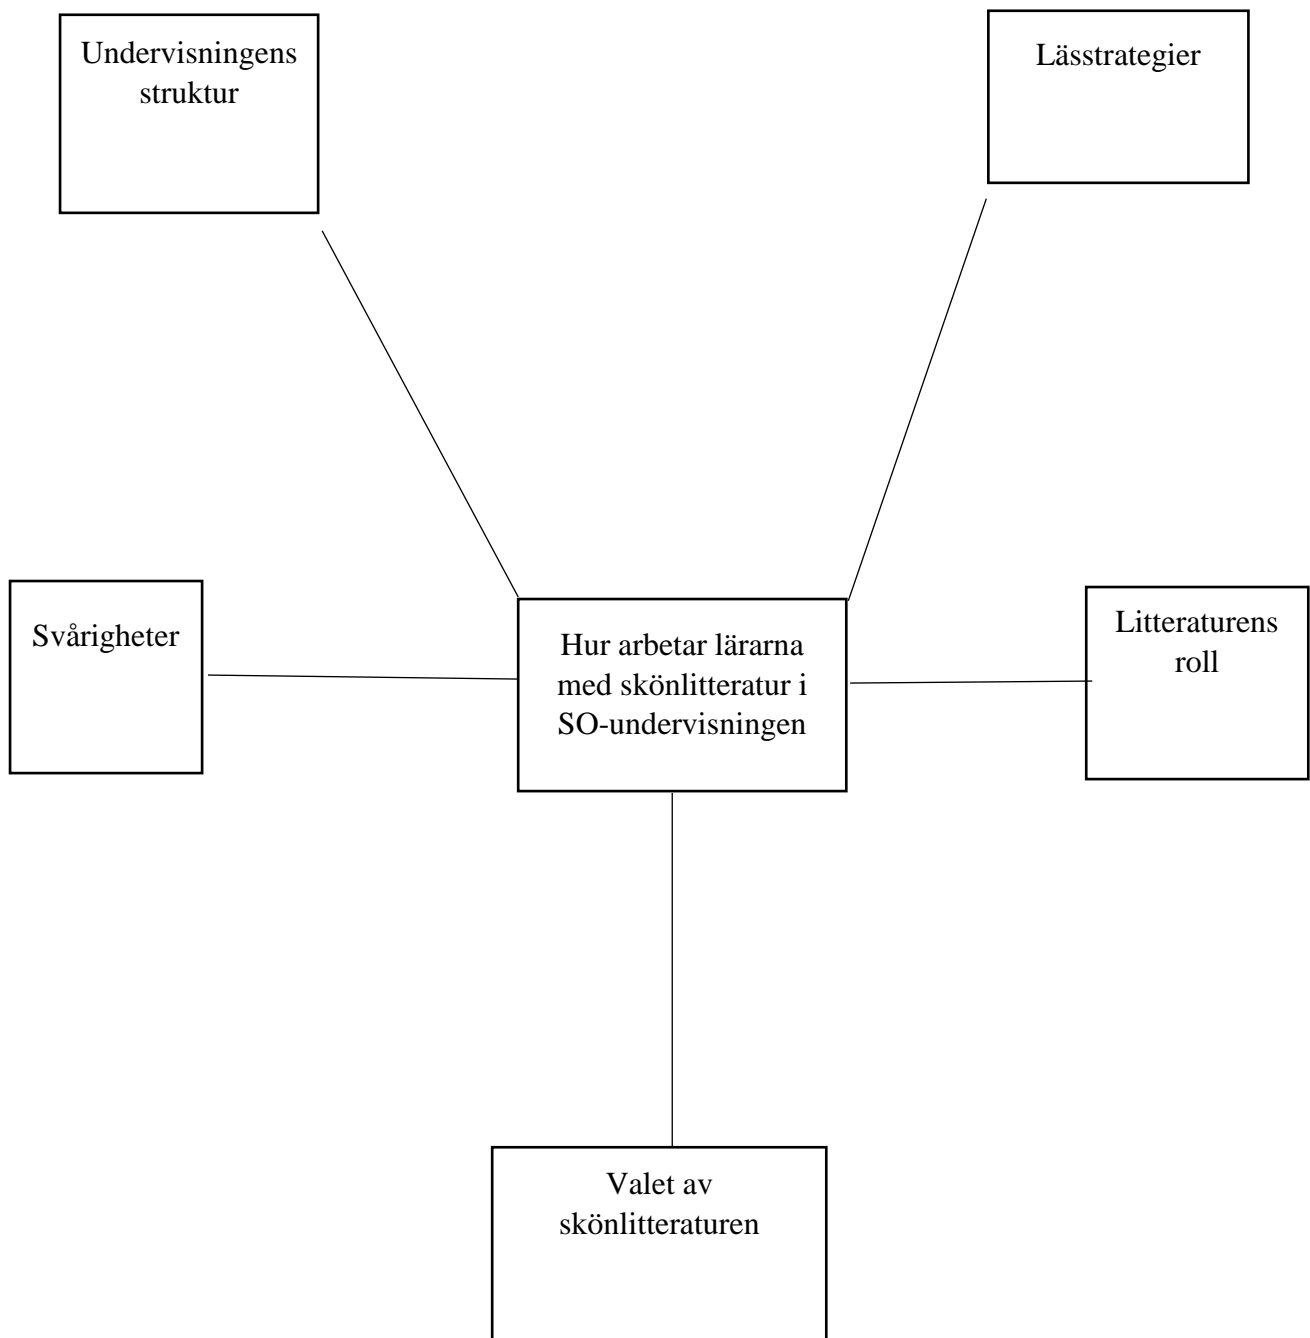 Undervisningens
struktur
Lässtrategier
Svårigheter
Hur arbetar lärarna
med skönlitteratur i
SO-undervisningen
Litteraturens
roll
Valet av
skönlitteraturen